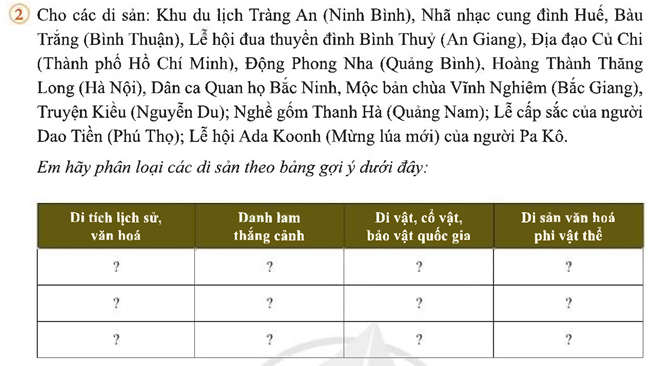 2 Cho các di sản: Khu du lịch Tràng An (Ninh Bình), Nhã nhạc cung đình Huế, Bàu
Trắng (Bình Thuận), Lễ hội đua thuyền đình Bình Thuỷ (An Giang), Địa đạo Củ Chi
(Thành phố Hồ Chí Minh), Động Phong Nha (Quảng Bình), Hoàng Thành Thăng
Long (Hà Nội), Dân ca Quan họ Bắc Ninh, Mộc bản chùa Vĩnh Nghiêm (Bắc Giang),
Truyện Kiều (Nguyễn Du); Nghề gốm Thanh Hà (Quảng Nam); Lễ cấp sắc của người
Dao Tiền (Phú Thọ); Lễ hội Ada Koonh (Mừng lúa mới) của người Pa Kô.
Em hãy phân loại các di sản theo bảng gợi ý dưới đây:
Di tích lịch sử, văn hoá | Danh lam thắng cảnh | Di vật, cổ vật, bảo vật quốc gia | Di sản văn hoá phi vật thể
? ? ? ?
? ? ? ?
? ? ? ?